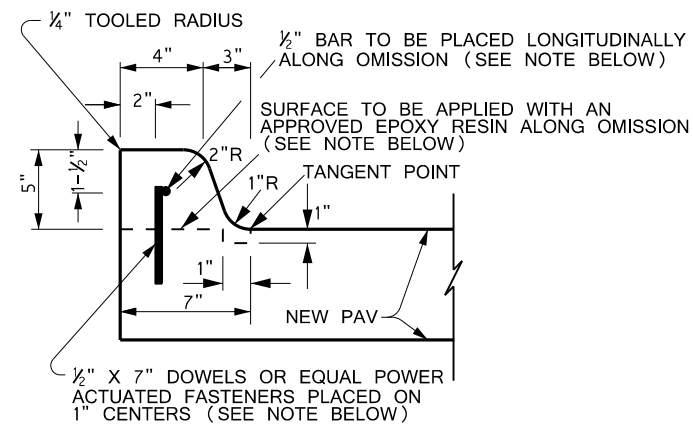 ¼" TOOLED RADIUS
½" BAR TO BE PLACED LONGITUDINALLY
ALONG OMISSION (SEE NOTE BELOW)
4"
3"
2"
SURFACE TO BE APPLIED WITH AN
APPROVED EPOXY RESIN ALONG OMISSION
(SEE NOTE BELOW)
2"R
TANGENT POINT
5"
1-½"
1"R
1"
1"
7"
NEW PAV
½" X 7" DOWELS OR EQUAL POWER
ACTUATED FASTENERS PLACED ON
1" CENTERS (SEE NOTE BELOW)